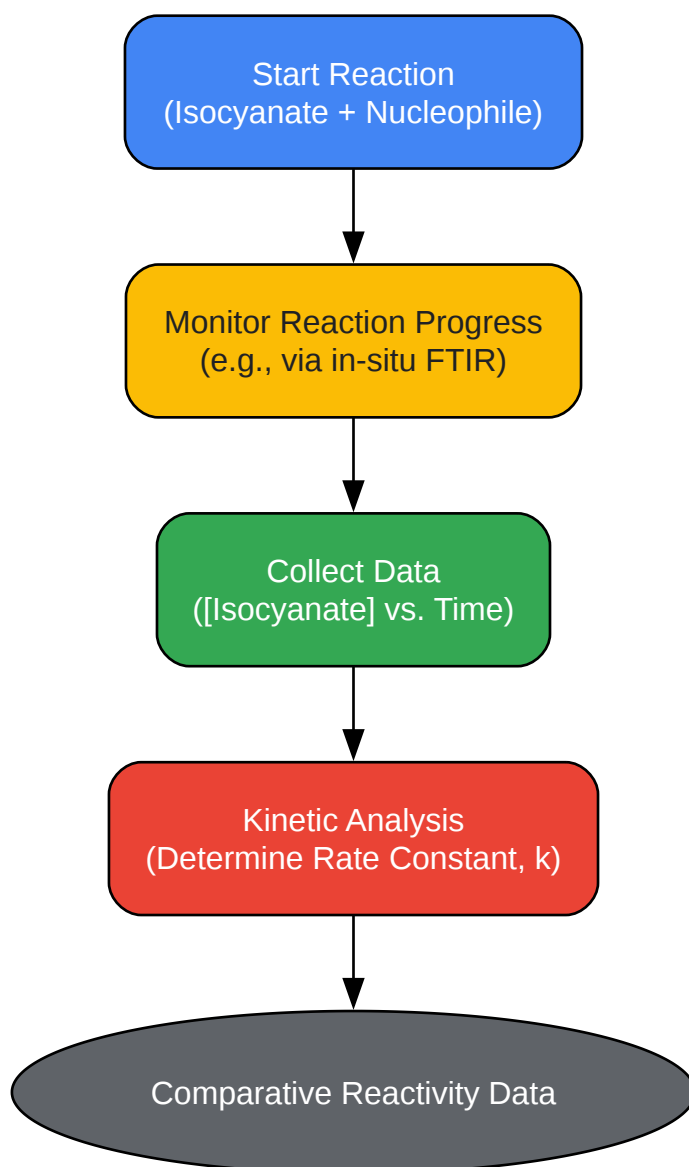 Start Reaction
(Isocyanate + Nucleophile)
Monitor Reaction Progress
(e.g., via in-situ FTIR)
Collect Data
([Isocyanate] vs. Time)
Kinetic Analysis
(Determine Rate Constant, k)
Comparative Reactivity Data